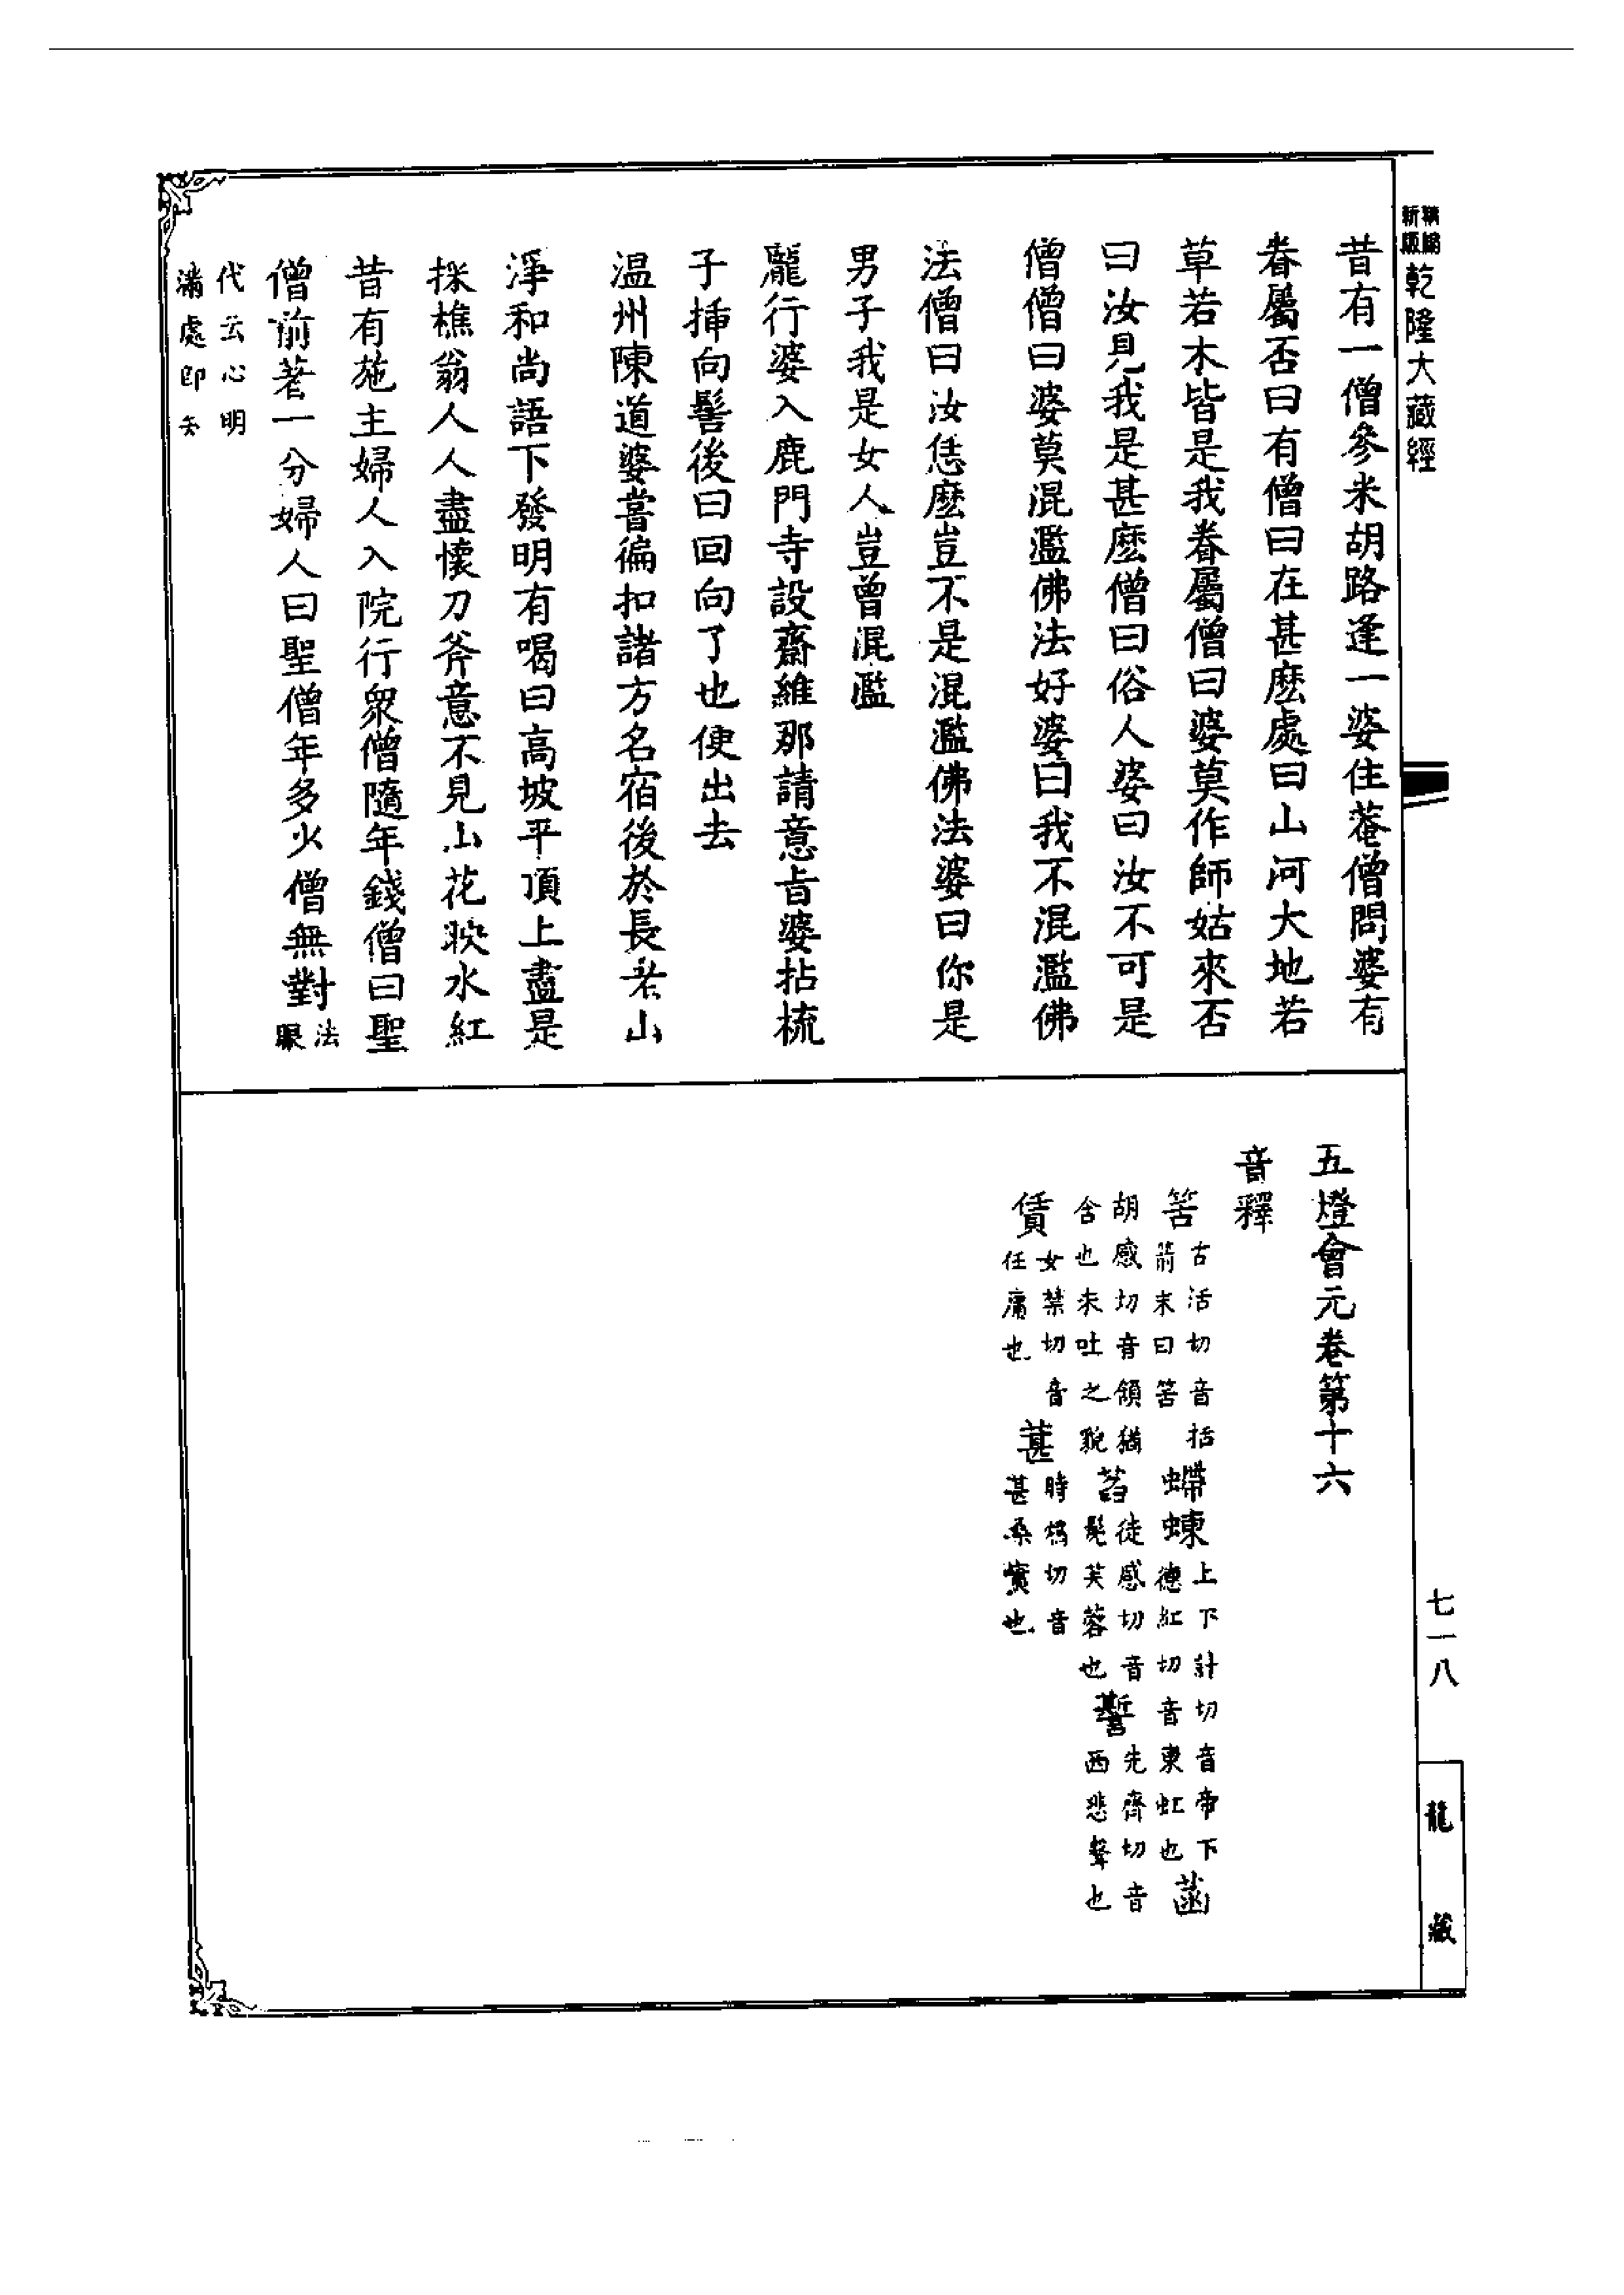 精縮新版乾隆大藏經
昔有一僧參米胡路逢一婆住菴僧問婆有
眷屬否曰有僧曰在甚麽處曰山河大地若
草若木皆是我眷屬僧曰婆莫作師姑來否
曰汝見我是甚麽僧曰俗人婆曰汝不可是
僧僧曰婆莫混濫佛法好婆曰我不混濫佛
法僧曰汝恁麽豈不是混濫佛法婆曰你是
男子我是女人豈曾混濫
龐行婆入鹿門寺設齋維那請意旨婆拈梳
子揷向髻後曰回向了也便出去
温州陳道婆嘗徧扣諸方名宿後於長老山
淨和尚語下發明有喝曰高坡平頂上盡是
採樵翁人人盡懷刀斧意不見山花映水紅
昔有施主婦人入院行衆僧隨年錢僧曰聖
僧前著一分婦人曰聖僧年多少僧無對法眼
代云心明
滿處即知
五燈會元卷第十六
音釋
筈古活切音括箭末曰筈 螮蝀上丁計切音帝下德紅切音東虹也 菡
胡感切音頷猶含也未吐之貌 萏徒感切音髧芙蓉也 謦先齊切音西悲聲也
賃女禁切音任庸也 葚時稔切音甚桑實也
七一八
龍藏